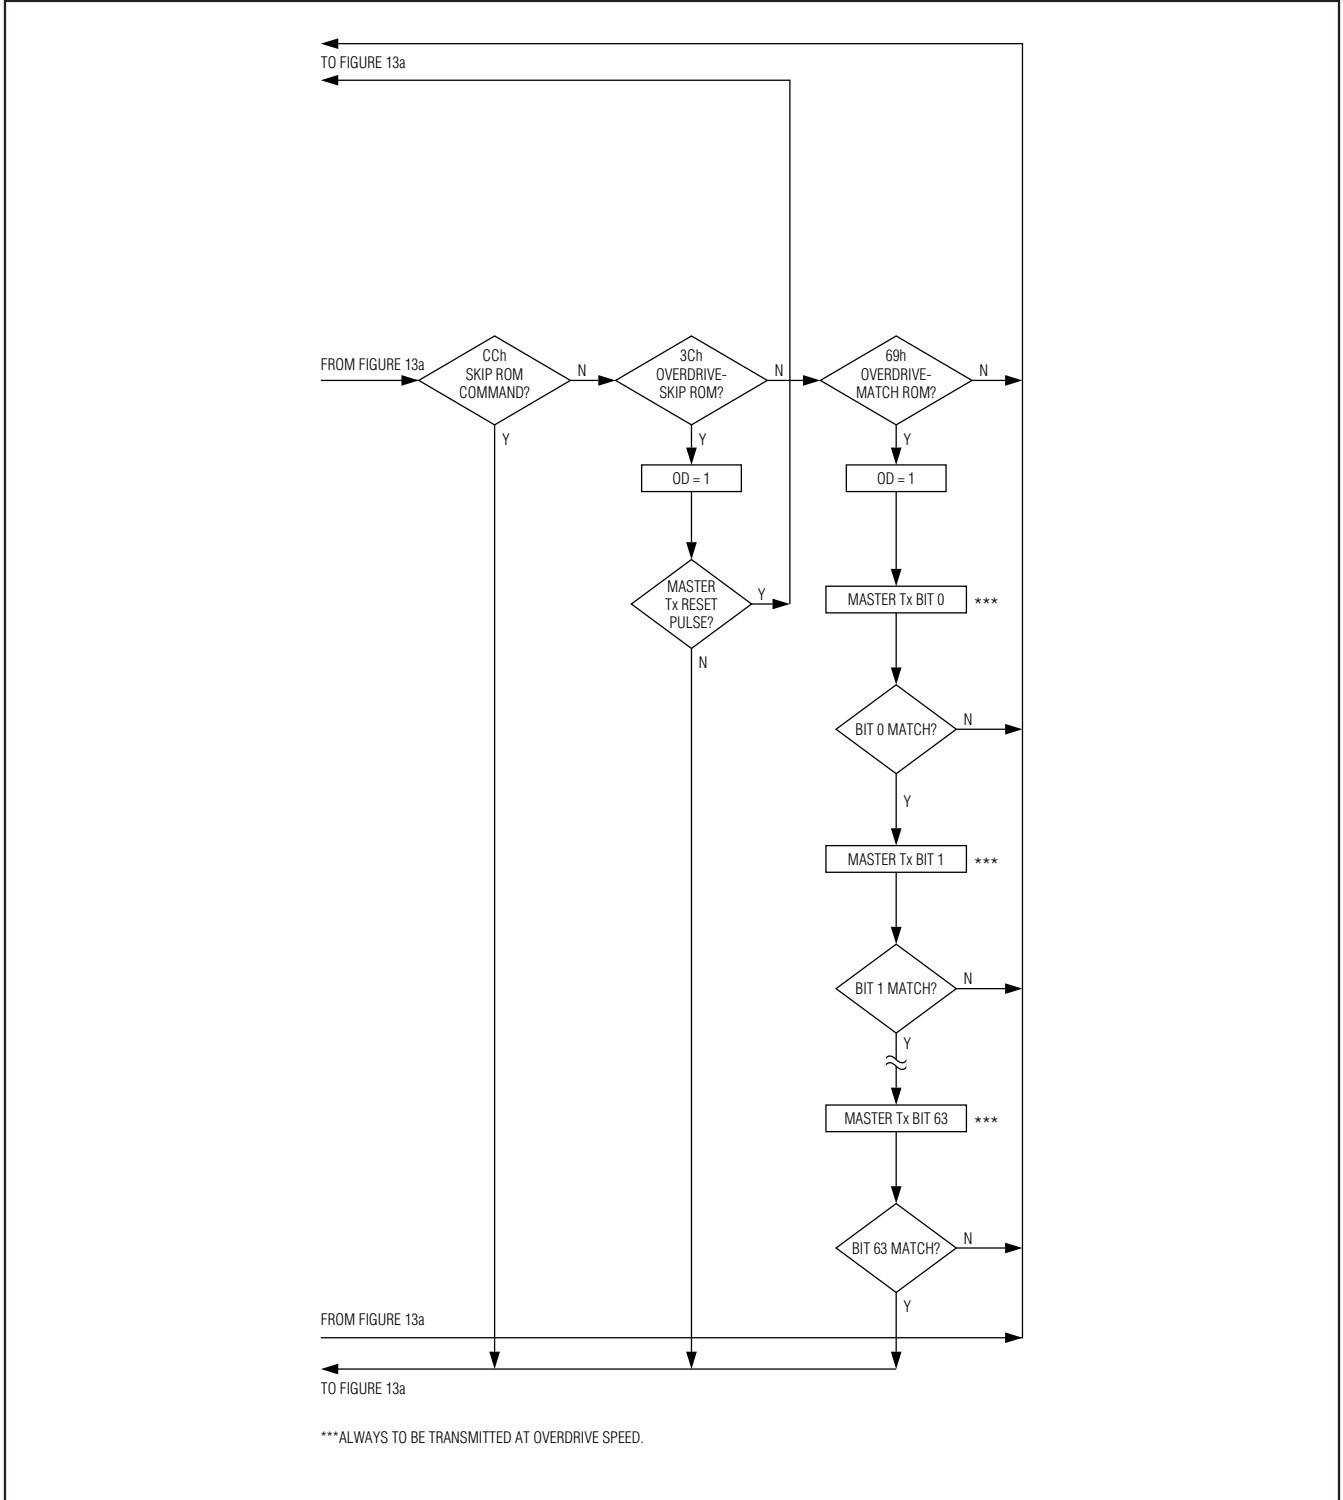 TO FIGURE 13a
FROM FIGURE 13a
CCh
SKIP ROM
COMMAND?
N
Y
3Ch
OVERDRIVE-
SKIP ROM?
N
Y
69h
OVERDRIVE-
MATCH ROM?
N
Y
OD = 1
OD = 1
MASTER
Tx RESET
PULSE?
Y
N
MASTER Tx BIT 0 ***
BIT 0 MATCH?
N
Y
MASTER Tx BIT 1 ***
BIT 1 MATCH?
N
Y
MASTER Tx BIT 63 ***
BIT 63 MATCH?
N
Y
FROM FIGURE 13a
TO FIGURE 13a
***ALWAYS TO BE TRANSMITTED AT OVERDRIVE SPEED.